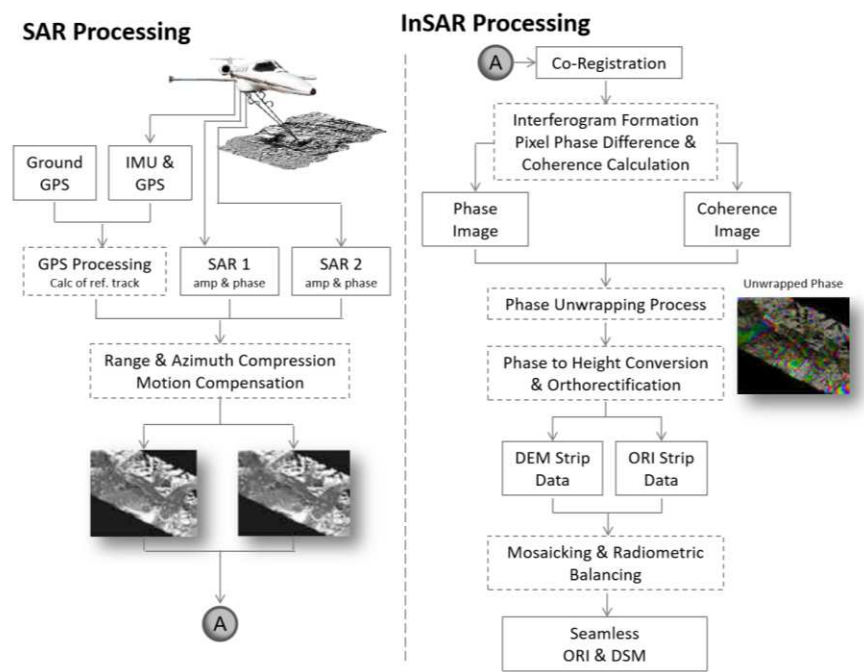 SAR Processing
Ground
GPS
IMU &
GPS
GPS Processing
Calc of ref. track
SAR 1
amp & phase
SAR 2
amp & phase
Range & Azimuth Compression
Motion Compensation
A
InSAR Processing
A
Co-Registration
Interferogram Formation
Pixel Phase Difference &
Coherence Calculation
Phase
Image
Coherence
Image
Phase Unwrapping Process
Unwrapped Phase
Phase to Height Conversion
& Orthorectification
DEM Strip
Data
ORI Strip
Data
Mosaicking & Radiometric
Balancing
Seamless
ORI & DSM